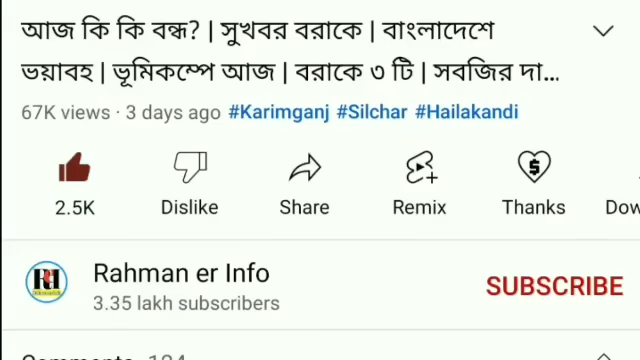 আজ কি কি বন্ধ? | সুখবর বরাকে | বাংলাদেশে
ভয়াবহ | ভূমিকম্পে আজ | বরাকে ৩ টি | সবজির দা...
67K views · 3 days ago #Karimganj #Silchar #Hailakandi
2.5K Dislike Share Remix Thanks Dow
Rahman er Info
SUBSCRIBE
3.35 lakh subscribers